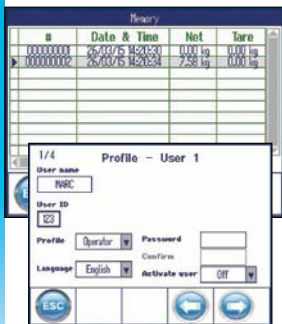 Memory
# Date & Time Net Tare
00000001 26/03/15 14:20:30 0.00 kg 0.00 kg
00000002 26/03/15 14:20:34 7.58 kg 0.00 kg
1/4 Profile - User 1
User name
MARC
User ID
123
Profile Operator Password
Confirm
Language English Activate user Off
ESC